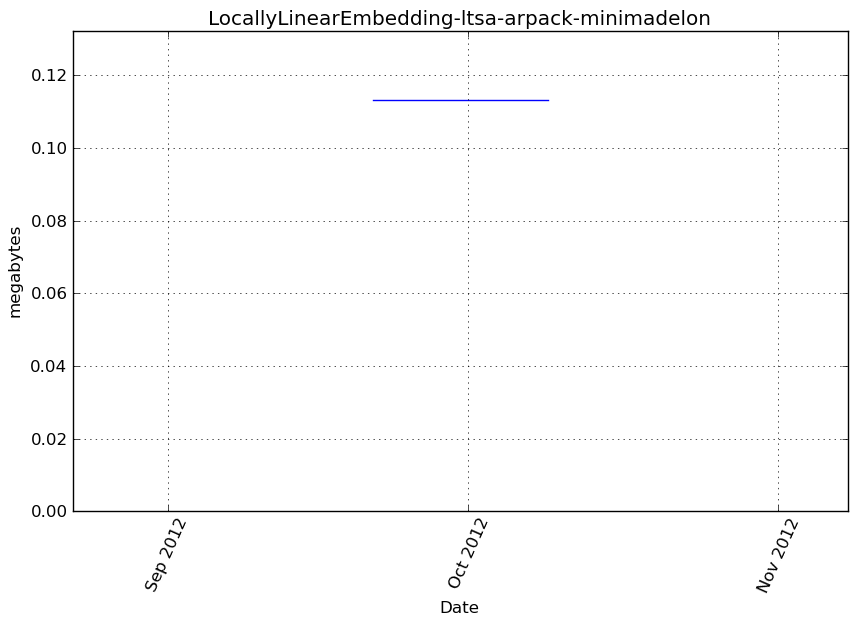 LocallyLinearEmbedding-ltsa-arpack-minimadelon
0.12
0.10
0.08
0.06
0.04
0.02
0.00
megabytes
Sep 2012
Oct 2012
Nov 2012
Date